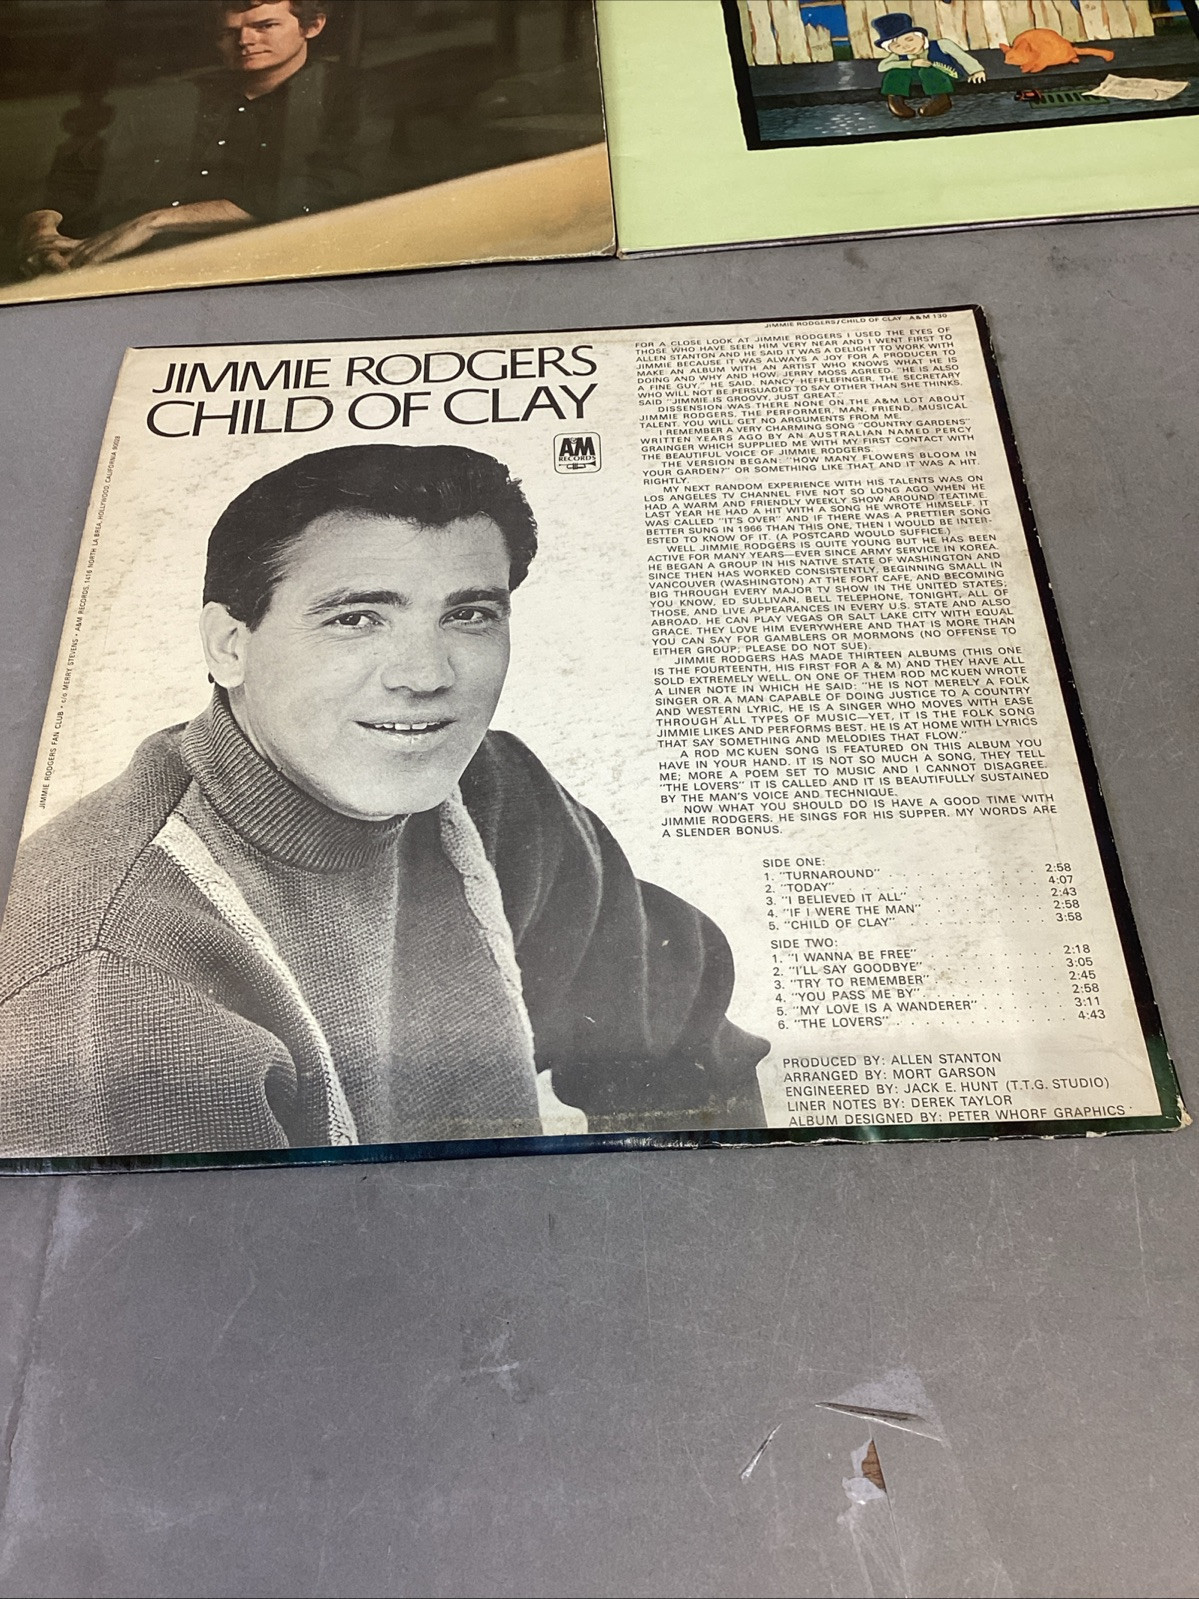 JIMMIE RODGERS
CHILD OF CLAY
A&M
RECORDS
JIMMIE RODGERS FAN CLUB • c/o MERRY STEVENS • A&M RECORDS, 1416 NORTH LA BREA, HOLLYWOOD, CALIFORNIA 90028
JIMMIE RODGERS/CHILD OF CLAY A&M 130
FOR A CLOSE LOOK AT JIMMIE RODGERS I USED THE EYES OF
THOSE WHO HAVE SEEN HIM VERY NEAR AND I WENT FIRST TO
ALLEN STANTON AND HE SAID IT WAS A DELIGHT TO WORK WITH
JIMMIE BECAUSE IT WAS ALWAYS A JOY FOR A PRODUCER TO
MAKE AN ALBUM WITH AN ARTIST WHO KNOWS WHAT HE IS
DOING AND WHY AND HOW. JERRY MOSS AGREED. "HE IS ALSO
A FINE GUY," HE SAID. NANCY HEFFLEFINGER, THE SECRETARY
WHO WILL NOT BE PERSUADED TO SAY OTHER THAN SHE THINKS,
SAID "JIMMIE IS GROOVY, JUST GREAT."
DISSENSION WAS THERE NONE ON THE A&M LOT ABOUT
JIMMIE RODGERS, THE PERFORMER, MAN, FRIEND, MUSICAL
TALENT. YOU WILL GET NO ARGUMENTS FROM ME.
I REMEMBER A VERY CHARMING SONG "COUNTRY GARDENS"
WRITTEN YEARS AGO BY AN AUSTRALIAN NAMED PERCY
GRAINGER WHICH SUPPLIED ME WITH MY FIRST CONTACT WITH
THE BEAUTIFUL VOICE OF JIMMIE RODGERS.
THE VERSION BEGAN: "HOW MANY FLOWERS BLOOM IN
YOUR GARDEN?" OR SOMETHING LIKE THAT AND IT WAS A HIT.
RIGHTLY.
MY NEXT RANDOM EXPERIENCE WITH HIS TALENTS WAS ON
LOS ANGELES TV CHANNEL FIVE NOT SO LONG AGO WHEN HE
HAD A WARM AND FRIENDLY WEEKLY SHOW AROUND TEATIME.
LAST YEAR HE HAD A HIT WITH A SONG HE WROTE HIMSELF. IT
WAS CALLED "IT'S OVER" AND IF THERE WAS A PRETTIER SONG
BETTER SUNG IN 1966 THAN THIS ONE, THEN I WOULD BE INTER-
ESTED TO KNOW OF IT. (A POSTCARD WOULD SUFFICE.)
WELL JIMMIE RODGERS IS QUITE YOUNG BUT HE HAS BEEN
ACTIVE FOR MANY YEARS—EVER SINCE ARMY SERVICE IN KOREA.
HE BEGAN A GROUP IN HIS NATIVE STATE OF WASHINGTON AND
SINCE THEN HAS WORKED CONSISTENTLY, BEGINNING SMALL IN
VANCOUVER (WASHINGTON) AT THE FORT CAFE, AND BECOMING
BIG THROUGH EVERY MAJOR TV SHOW IN THE UNITED STATES;
YOU KNOW, ED SULLIVAN, BELL TELEPHONE, TONIGHT, ALL OF
THOSE, AND LIVE APPEARANCES IN EVERY U.S. STATE AND ALSO
ABROAD. HE CAN PLAY VEGAS OR SALT LAKE CITY WITH EQUAL
GRACE. THEY LOVE HIM EVERYWHERE AND THAT IS MORE THAN
YOU CAN SAY FOR GAMBLERS OR MORMONS (NO OFFENSE TO
EITHER GROUP; PLEASE DO NOT SUE).
JIMMIE RODGERS HAS MADE THIRTEEN ALBUMS (THIS ONE
IS THE FOURTEENTH, HIS FIRST FOR A & M) AND THEY HAVE ALL
SOLD EXTREMELY WELL. ON ONE OF THEM ROD MC KUEN WROTE
A LINER NOTE IN WHICH HE SAID: "HE IS NOT MERELY A FOLK
SINGER OR A MAN CAPABLE OF DOING JUSTICE TO A COUNTRY
AND WESTERN LYRIC, HE IS A SINGER WHO MOVES WITH EASE
THROUGH ALL TYPES OF MUSIC—YET, IT IS THE FOLK SONG
JIMMIE LIKES AND PERFORMS BEST. HE IS AT HOME WITH LYRICS
THAT SAY SOMETHING AND MELODIES THAT FLOW."
A ROD MC KUEN SONG IS FEATURED ON THIS ALBUM YOU
HAVE IN YOUR HAND. IT IS NOT SO MUCH A SONG, THEY TELL
ME; MORE A POEM SET TO MUSIC AND I CANNOT DISAGREE.
"THE LOVERS" IT IS CALLED AND IT IS BEAUTIFULLY SUSTAINED
BY THE MAN'S VOICE AND TECHNIQUE.
NOW WHAT YOU SHOULD DO IS HAVE A GOOD TIME WITH
JIMMIE RODGERS. HE SINGS FOR HIS SUPPER. MY WORDS ARE
A SLENDER BONUS.
SIDE ONE:
1. "TURNAROUND" 2:58
2. "TODAY" 4:07
3. "I BELIEVED IT ALL" 2:43
4. "IF I WERE THE MAN" 2:58
5. "CHILD OF CLAY" 3:58
SIDE TWO:
1. "I WANNA BE FREE" 2:18
2. "I'LL SAY GOODBYE" 3:05
3. "TRY TO REMEMBER" 2:45
4. "YOU PASS ME BY" 2:58
5. "MY LOVE IS A WANDERER" 3:11
6. "THE LOVERS" 4:43
PRODUCED BY: ALLEN STANTON
ARRANGED BY: MORT GARSON
ENGINEERED BY: JACK E. HUNT (T.T.G. STUDIO)
LINER NOTES BY: DEREK TAYLOR
ALBUM DESIGNED BY: PETER WHORF GRAPHICS